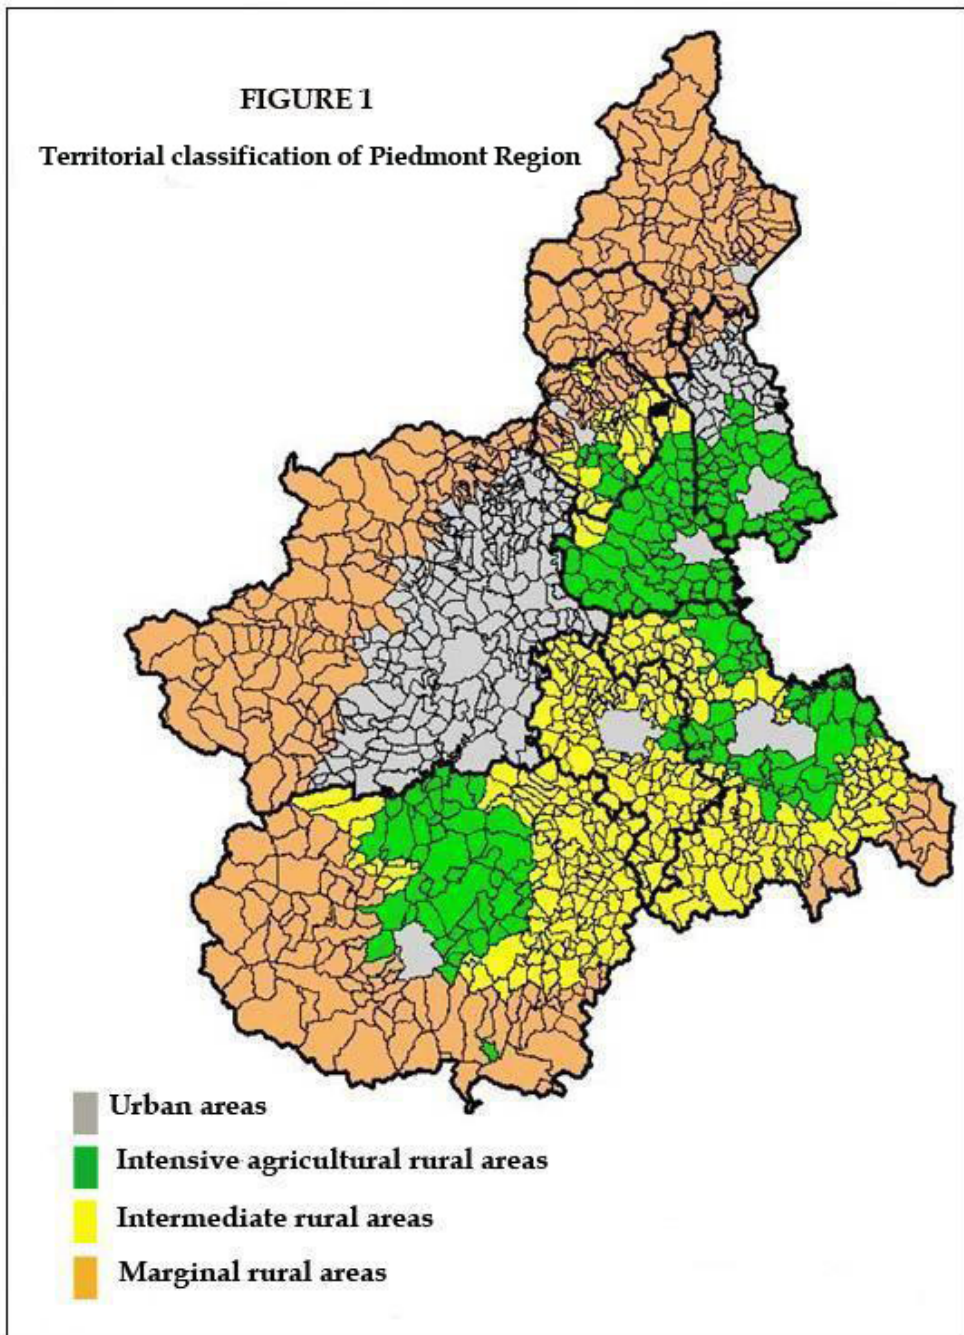 FIGURE 1
Territorial classification of Piedmont Region
Urban areas
Intensive agricultural rural areas
Intermediate rural areas
Marginal rural areas